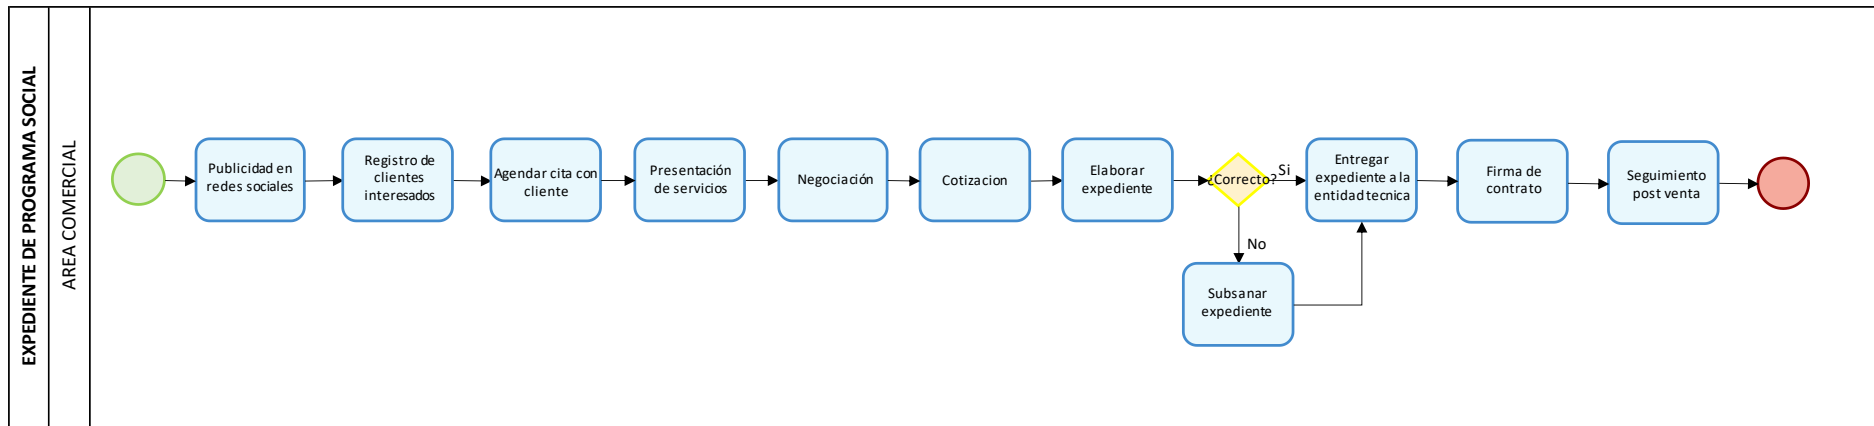 EXPEDIENTE DE PROGRAMA SOCIAL
AREA COMERCIAL
Publicidad en
redes sociales
Registro de
clientes
interesados
Agendar cita con
cliente
Presentación
de servicios
Negociación
Cotizacion
Elaborar
expediente
¿Correcto?
Si
No
Subsanar
expediente
Entregar
expediente a la
entidad tecnica
Firma de
contrato
Seguimiento
post venta